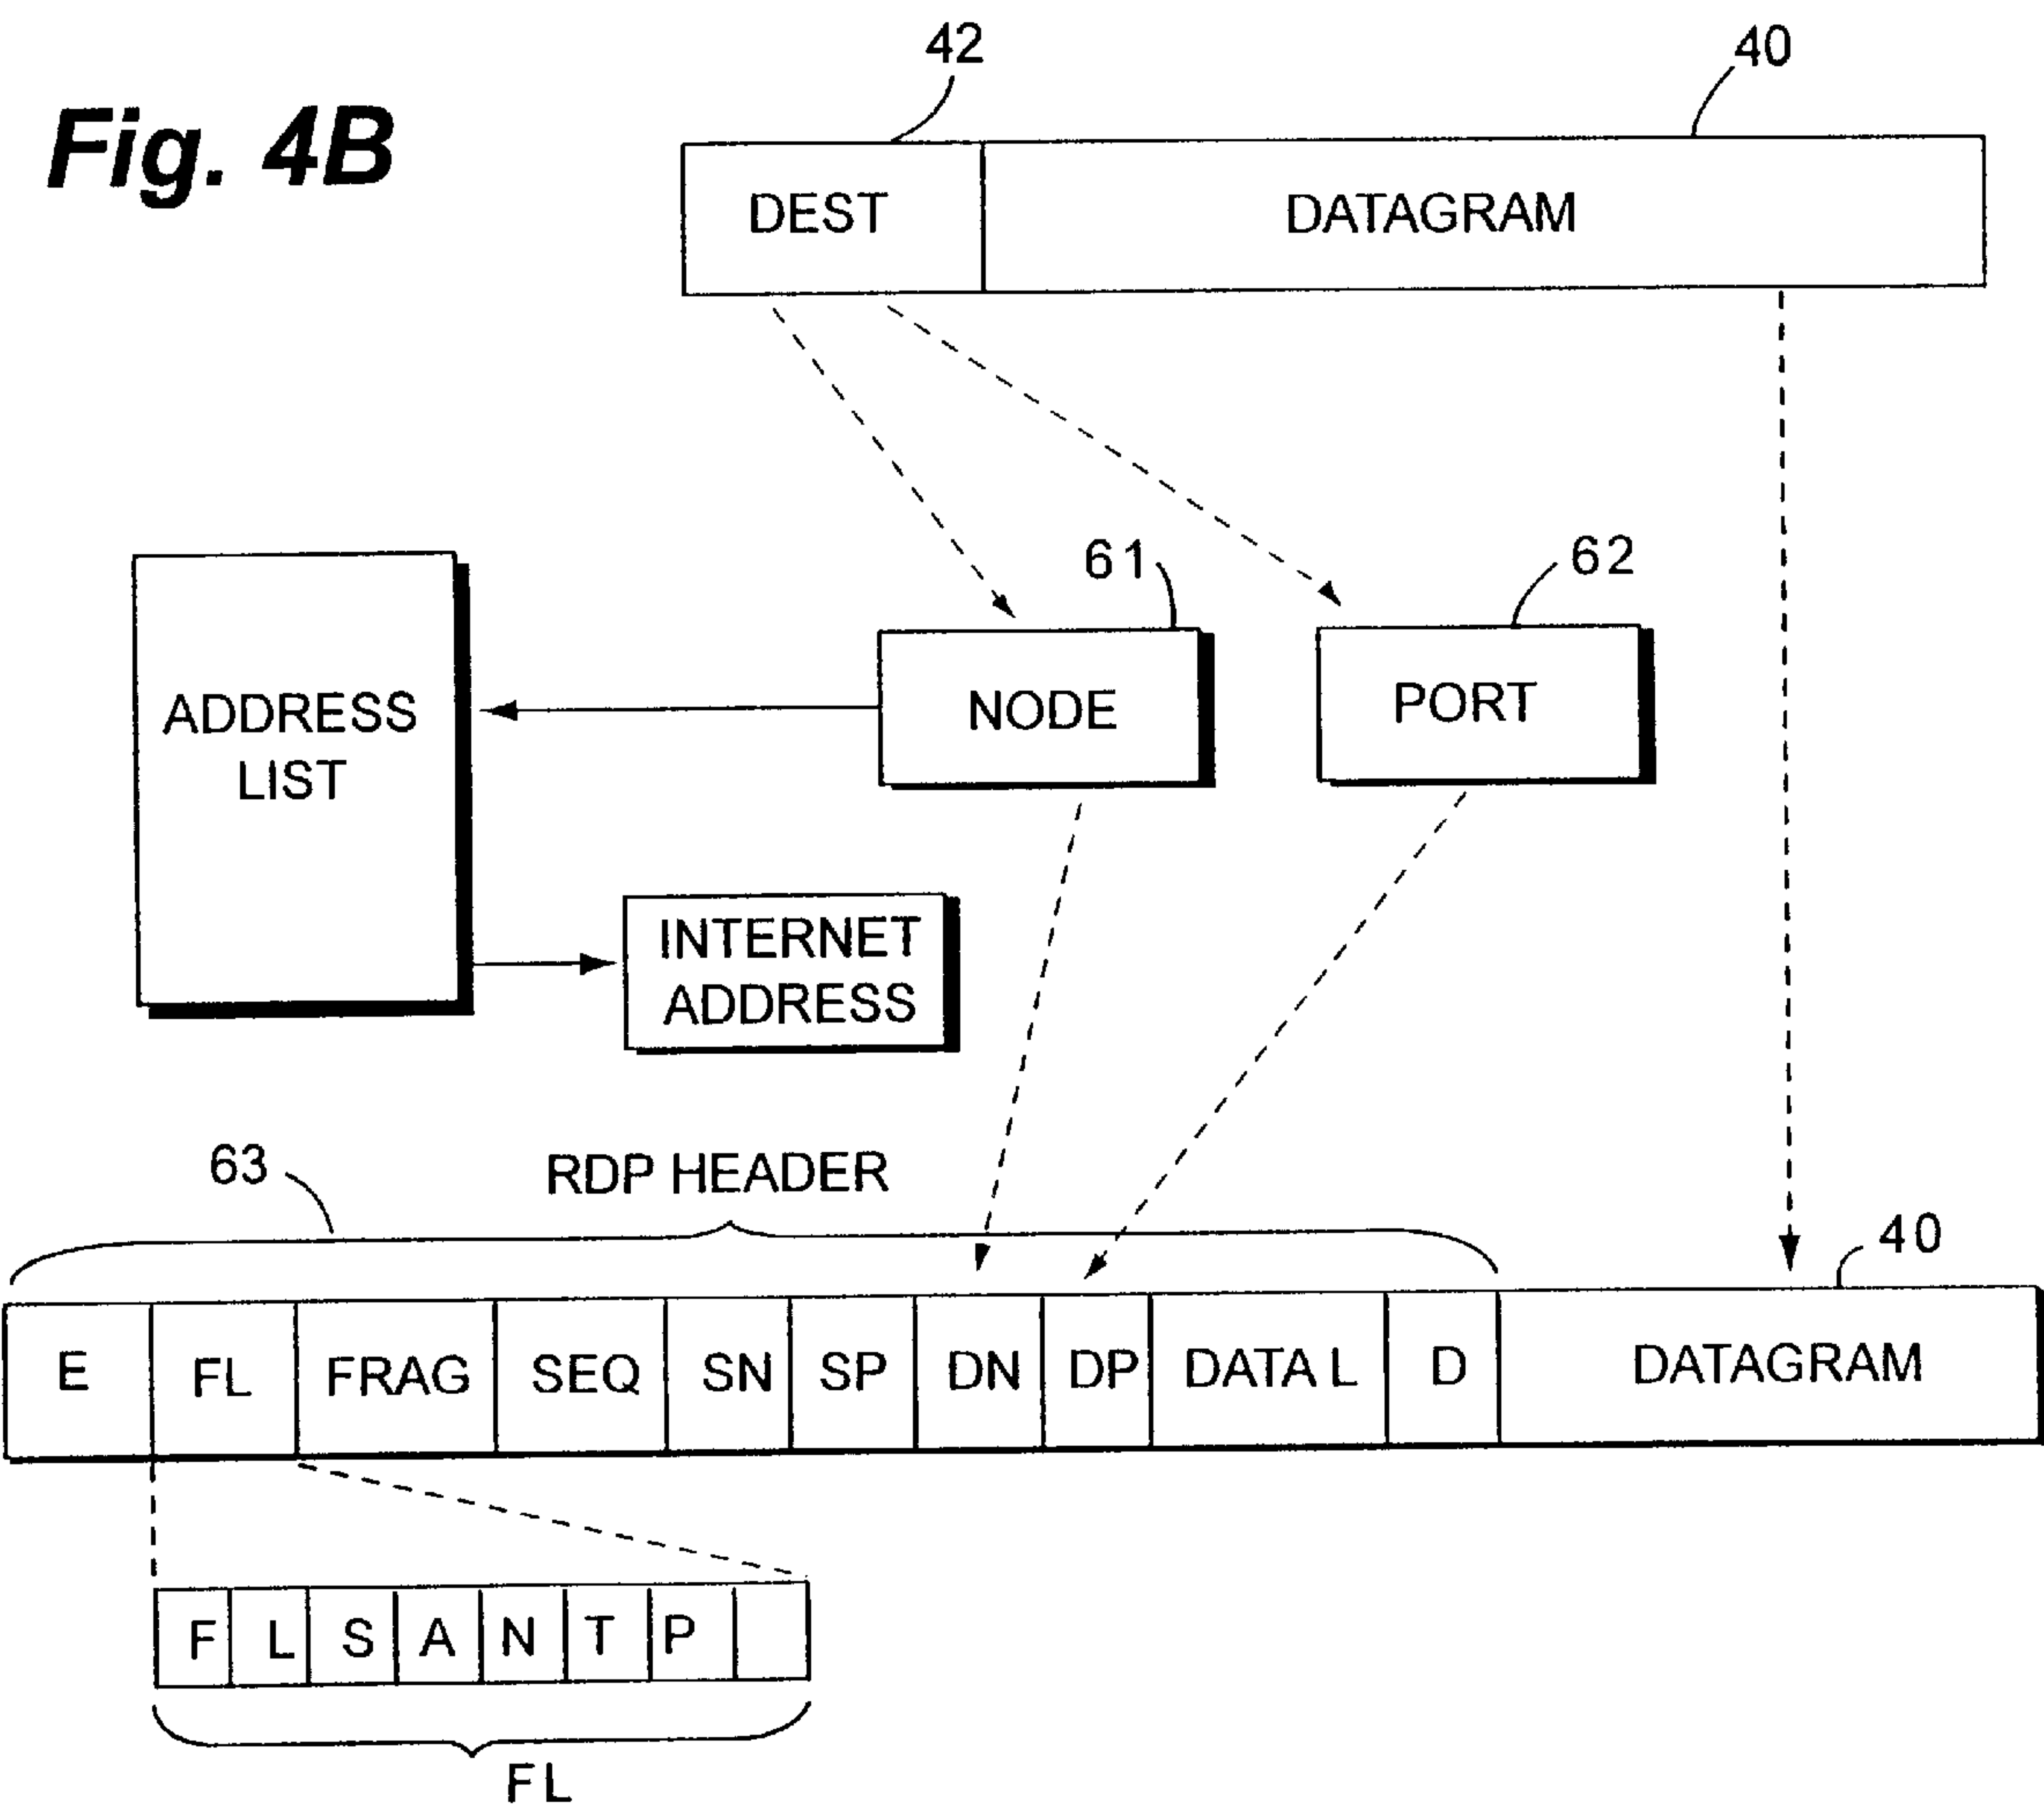 Fig. 4B
42
40
DEST
DATAGRAM
61
62
ADDRESS
LIST
NODE
PORT
INTERNET
ADDRESS
63
RDP HEADER
40
E
FL
FRAG
SEQ
SN
SP
DN
DP
DATA L
D
DATAGRAM
F
L
S
A
N
T
P
FL